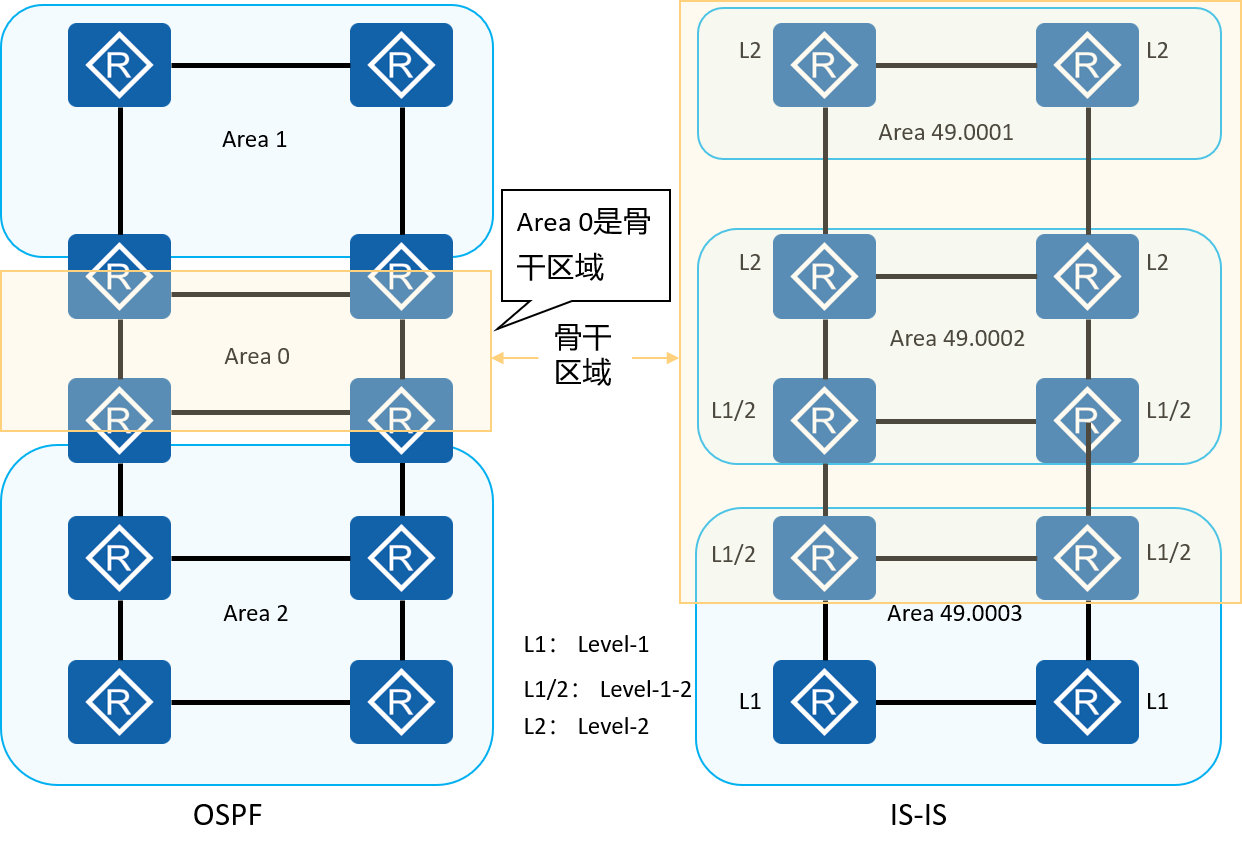 R
R
Area 1
R
R
Area 0
R
R
R
R
Area 2
R
R
OSPF
Area 0是骨
干区域
骨干
区域
L1： Level-1
L1/2： Level-1-2
L2： Level-2
L2
R
R
L2
Area 49.0001
L2
R
R
L2
Area 49.0002
L1/2
R
R
L1/2
L1/2
R
R
L1/2
Area 49.0003
L1
R
R
L1
IS-IS